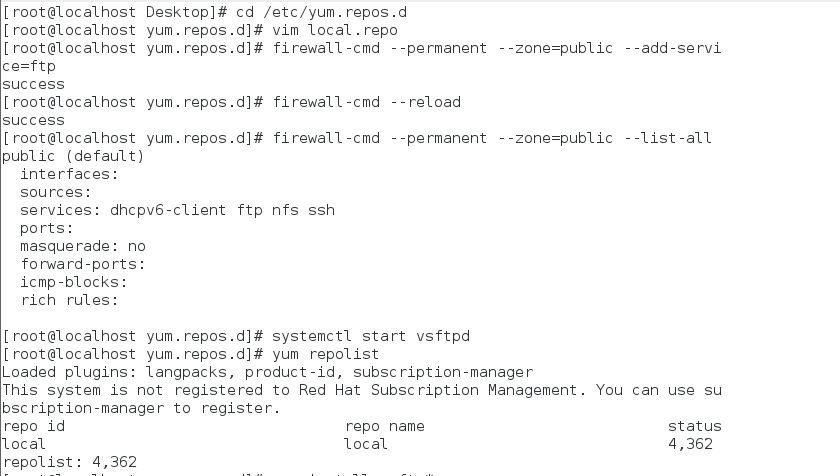 [root@localhost Desktop]# cd /etc/yum.repos.d
[root@localhost yum.repos.d]# vim local.repo
[root@localhost yum.repos.d]# firewall-cmd --permanent --zone=public --add-servi
ce=ftp
success
[root@localhost yum.repos.d]# firewall-cmd --reload
success
[root@localhost yum.repos.d]# firewall-cmd --permanent --zone=public --list-all
public (default)
  interfaces:
  sources:
  services: dhcpv6-client ftp nfs ssh
  ports:
  masquerade: no
  forward-ports:
  icmp-blocks:
  rich rules:

[root@localhost yum.repos.d]# systemctl start vsftpd
[root@localhost yum.repos.d]# yum repolist
Loaded plugins: langpacks, product-id, subscription-manager
This system is not registered to Red Hat Subscription Management. You can use su
bscription-manager to register.
repo id                               repo name                           status
local                                 local                               4,362
repolist: 4,362